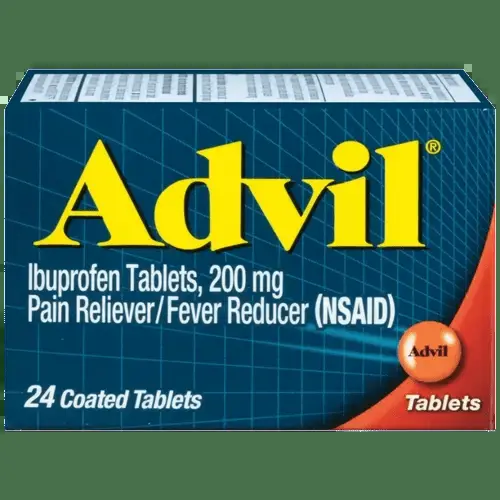 Advil®
Ibuprofen Tablets, 200 mg
Pain Reliever/Fever Reducer (NSAID)
Advil
24 Coated Tablets
Tablets